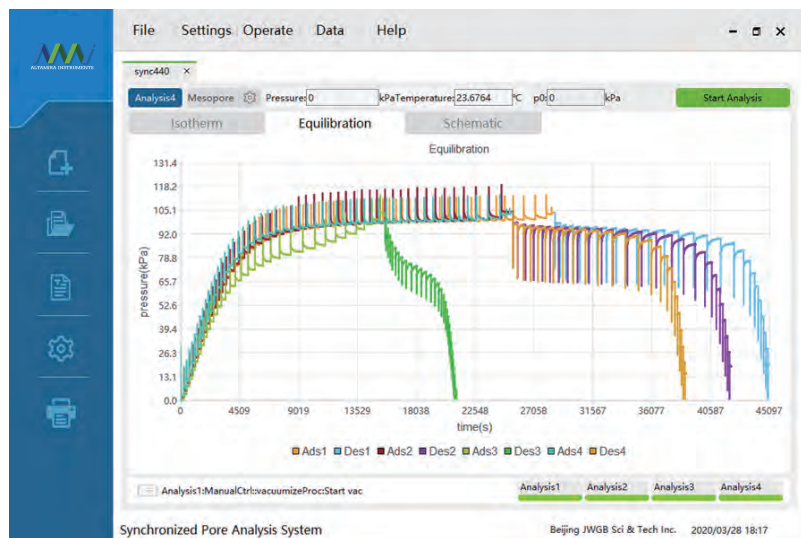 File Settings Operate Data Help
ALTAMIRA INSTRUMENTS
sync440 ×
Analysis4 Mesopore Pressure:0 kPaTemperature:23.6764 ℃ p0:0 kPa Start Analysis
Isotherm Equilibration Schematic
Equilibration
131.4
118.2
105.1
92.0
78.8
65.7
52.6
39.4
26.3
13.1
0.0
pressure(kPa)
0 4509 9019 13529 18038 22548 27058 31567 36077 40587 45097
time(s)
Ads1 Des1 Ads2 Des2 Ads3 Des3 Ads4 Des4
Analysis1:ManualCtrl:vacuumizeProc:Start vac Analysis1 Analysis2 Analysis3 Analysis4
Synchronized Pore Analysis System Beijing JWGB Sci & Tech Inc. 2020/03/28 18:17